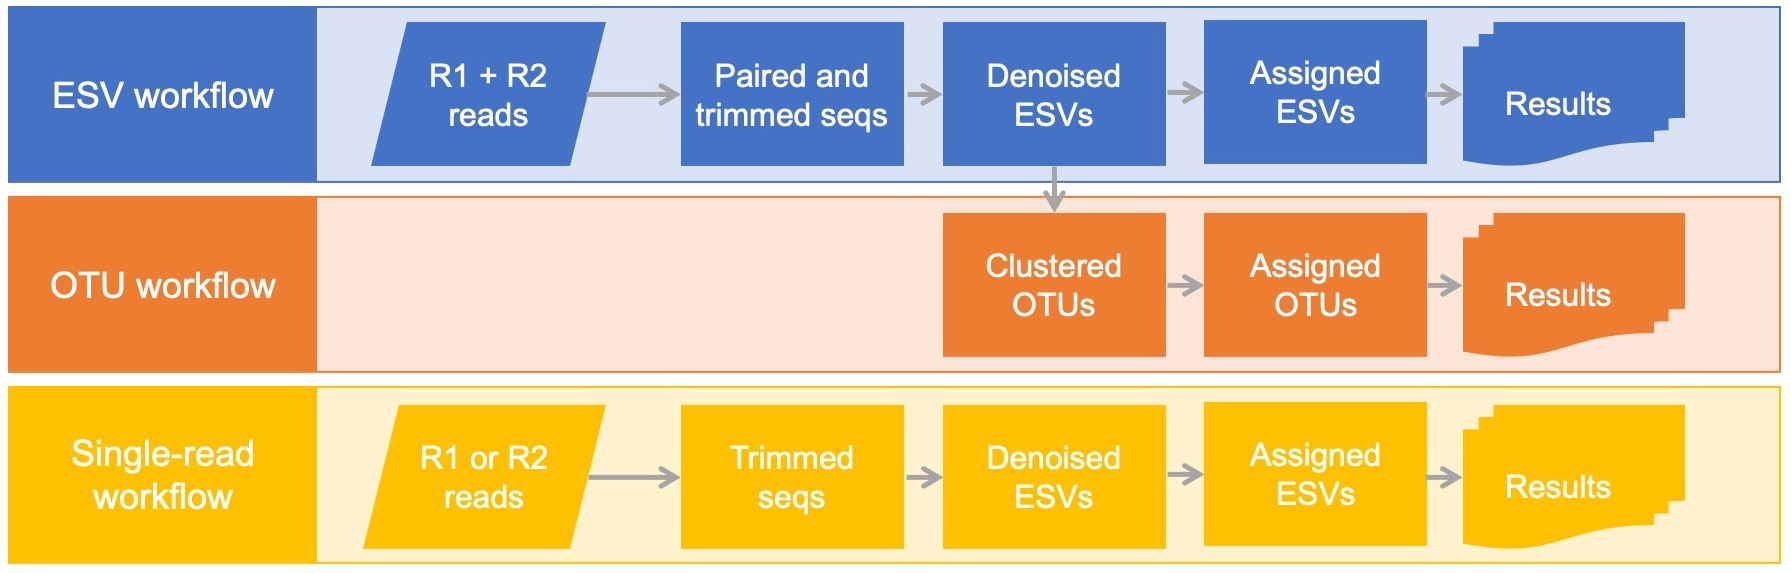 ESV workflow
R1 + R2
reads
Paired and
trimmed seqs
Denoised
ESVs
Assigned
ESVs
Results
OTU workflow
Clustered
OTUs
Assigned
OTUs
Results
Single-read
workflow
R1 or R2
reads
Trimmed
seqs
Denoised
ESVs
Assigned
ESVs
Results